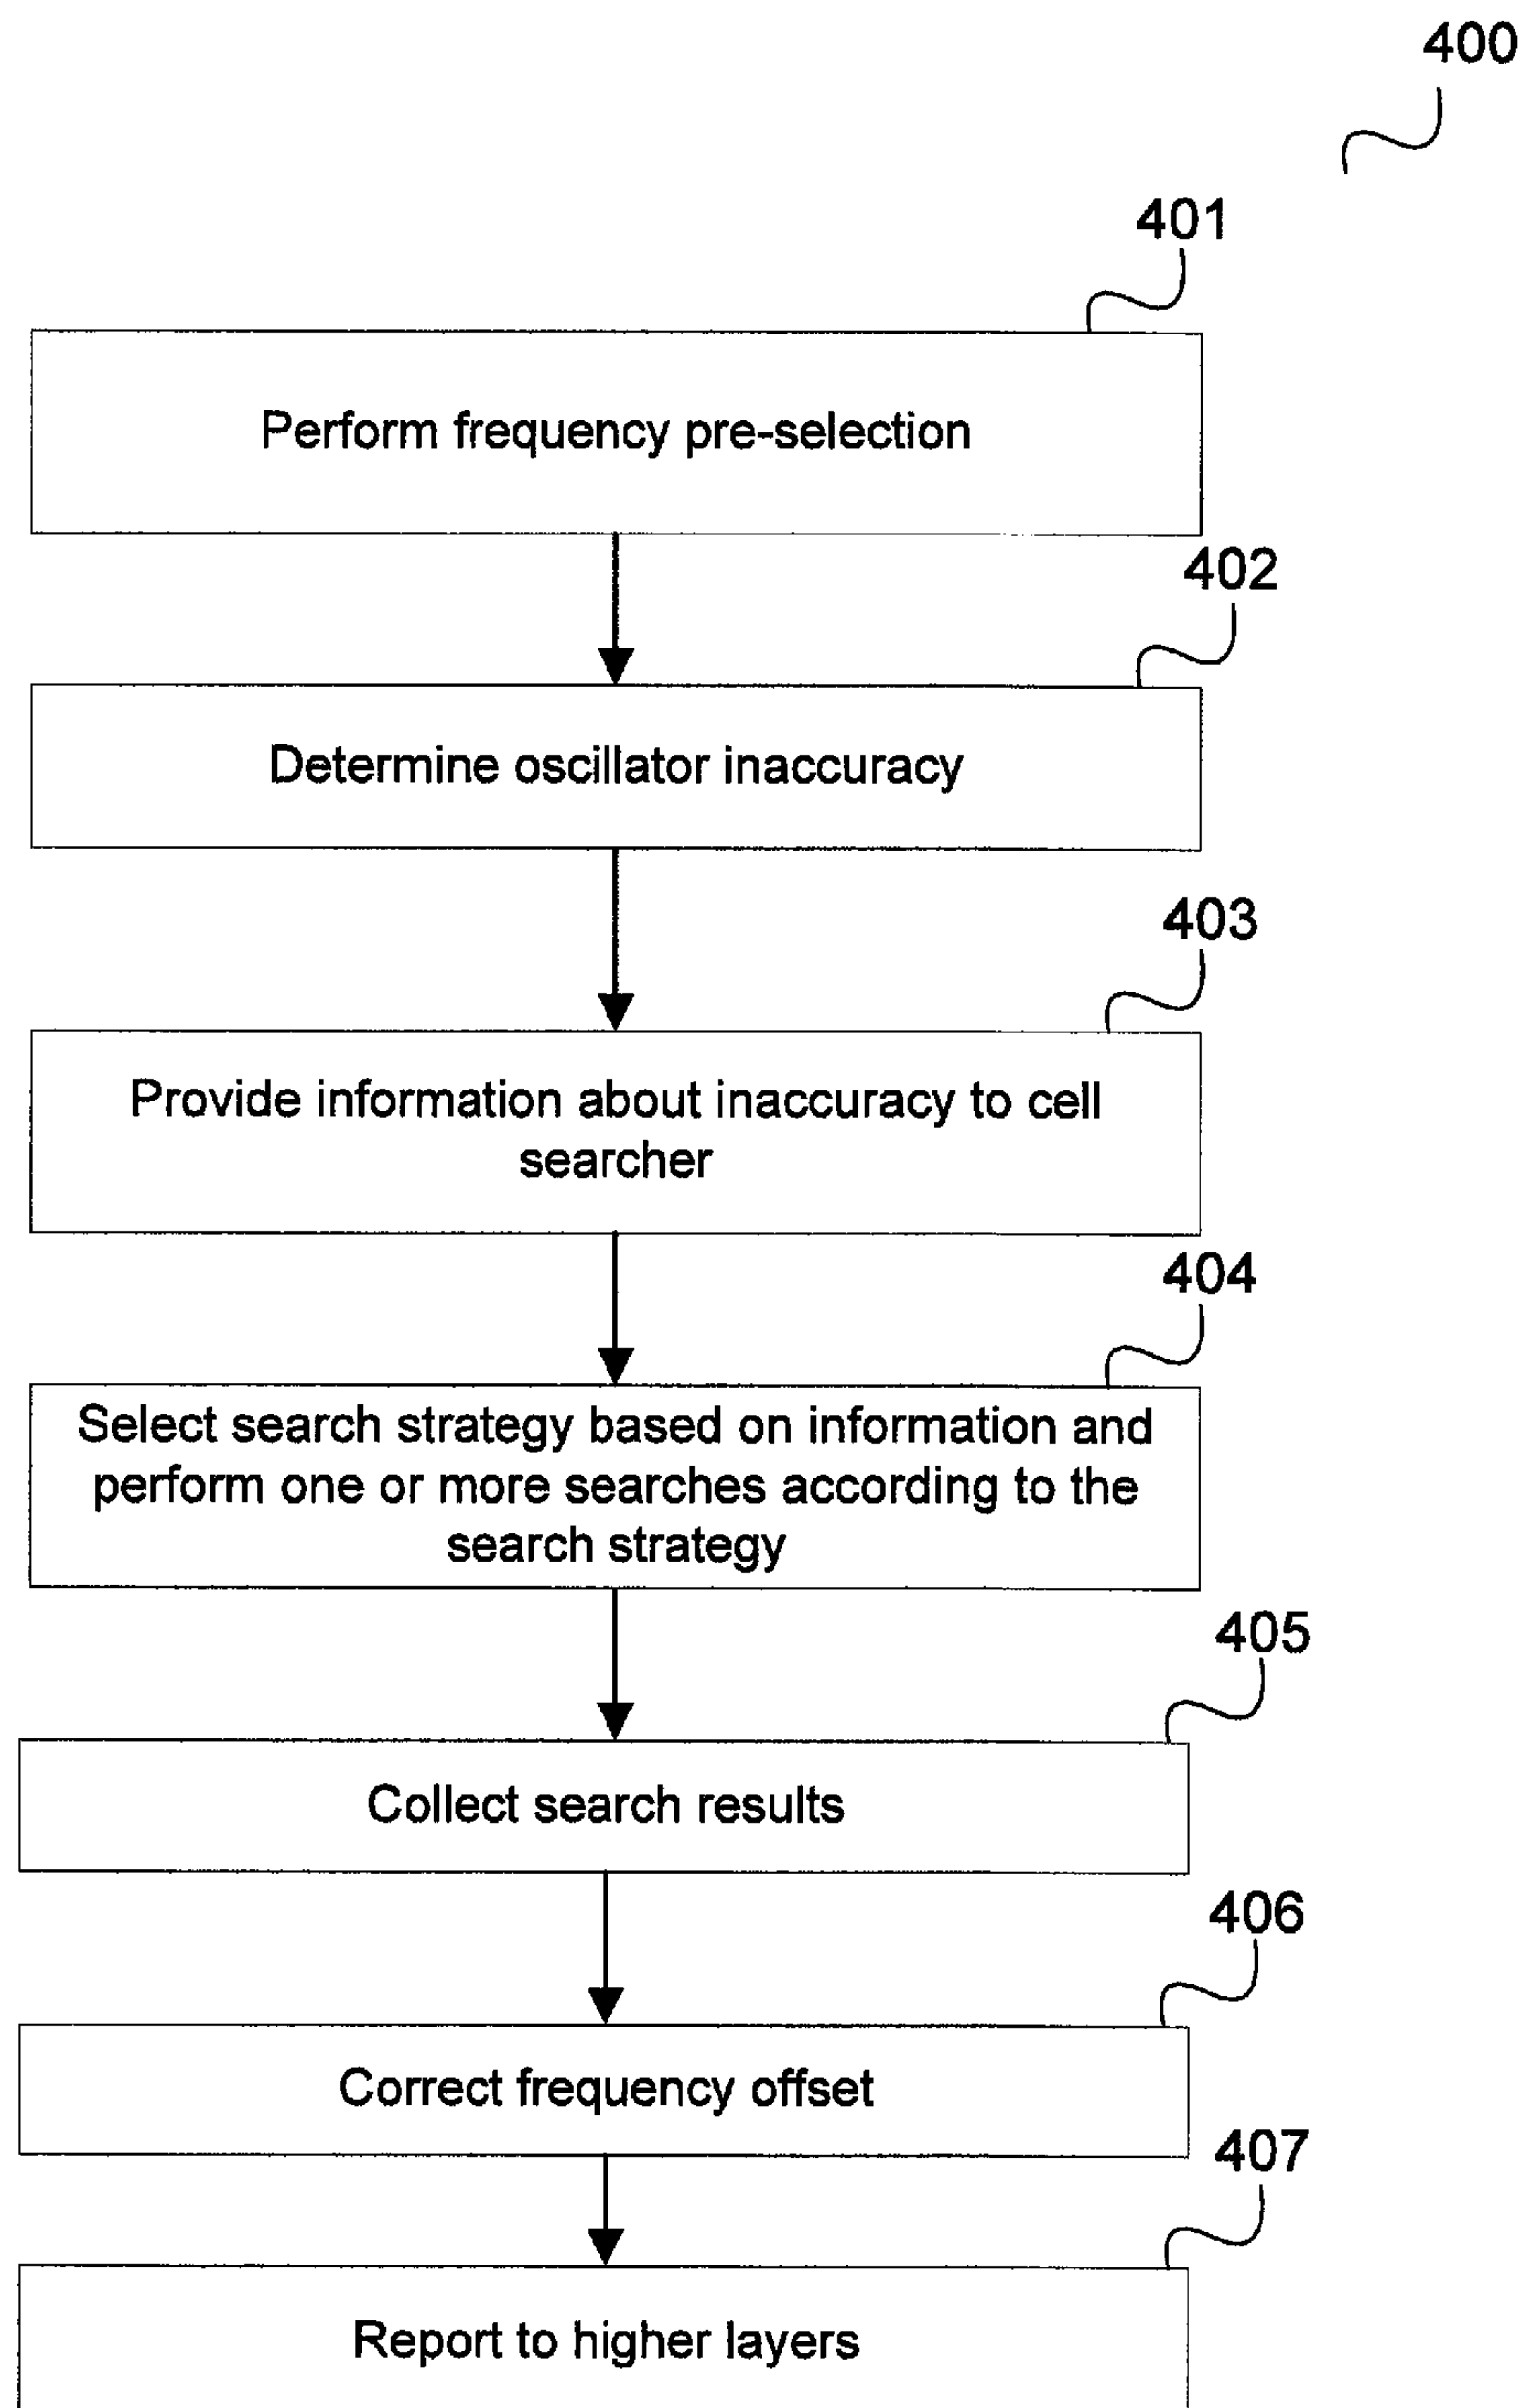 400
401
Perform frequency pre-selection
402
Determine oscillator inaccuracy
403
Provide information about inaccuracy to cell
searcher
404
Select search strategy based on information and
perform one or more searches according to the
search strategy
405
Collect search results
406
Correct frequency offset
407
Report to higher layers